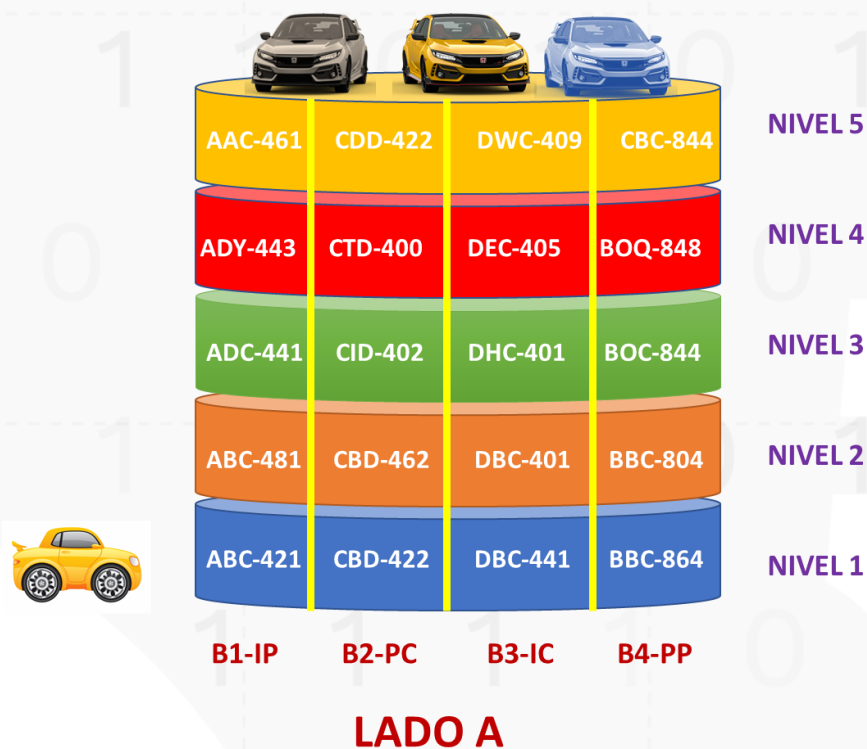 AAC-461 CDD-422 DWC-409 CBC-844 NIVEL 5
ADY-443 CTD-400 DEC-405 BOQ-848 NIVEL 4
ADC-441 CID-402 DHC-401 BOC-844 NIVEL 3
ABC-481 CBD-462 DBC-401 BBC-804 NIVEL 2
ABC-421 CBD-422 DBC-441 BBC-864 NIVEL 1
B1-IP B2-PC B3-IC B4-PP
LADO A